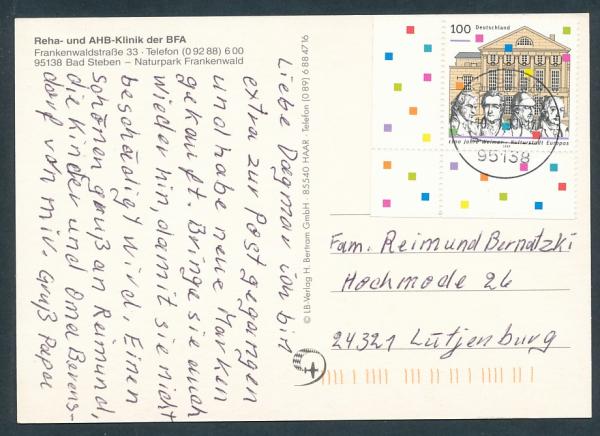 Reha- und AHB-Klinik der BFA
Frankenwaldstraße 33 · Telefon (0 92 88) 6 00
95138 Bad Steben – Naturpark Frankenwald
Liebe Dagmar ich bin
extra zur Post gegangen
und habe neue Marken
gekauft. Bringe sie auch
wieder hin, damit sie nicht
beschädigt wird. Einen
Schönen gruß an Reimund,
die Kinder und Oma Berens-
dorf von mir. Gruß Papa
© LB-Verlag H. Bertram GmbH · 85540 HAAR · Telefon (0 89) 6 88 47 16
100 Deutschland
Weimar - Kulturstadt Europas
95138
Fam. Reimund Bernatzki
Hochmode 26
24321 Lütjenburg